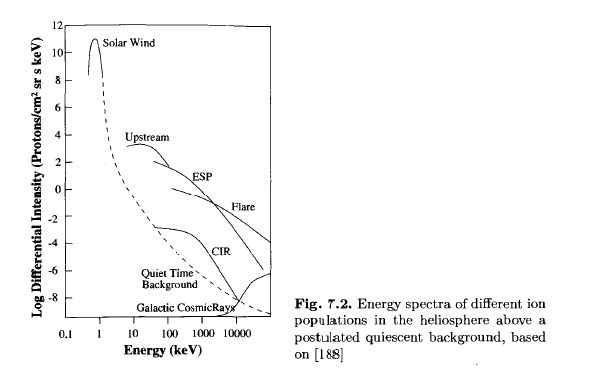 12
10
8
6
4
2
0
-2
-4
-6
-8
Log Differential Intensity (Protons/cm² sr s keV)
Solar Wind
Upstream
ESP
Flare
CIR
Quiet Time
Background
Galactic CosmicRays
0.1 1 10 100 1000 10000
Energy (keV)
Fig. 7.2. Energy spectra of different ion
populations in the heliosphere above a
postulated quiescent background, based
on [188]